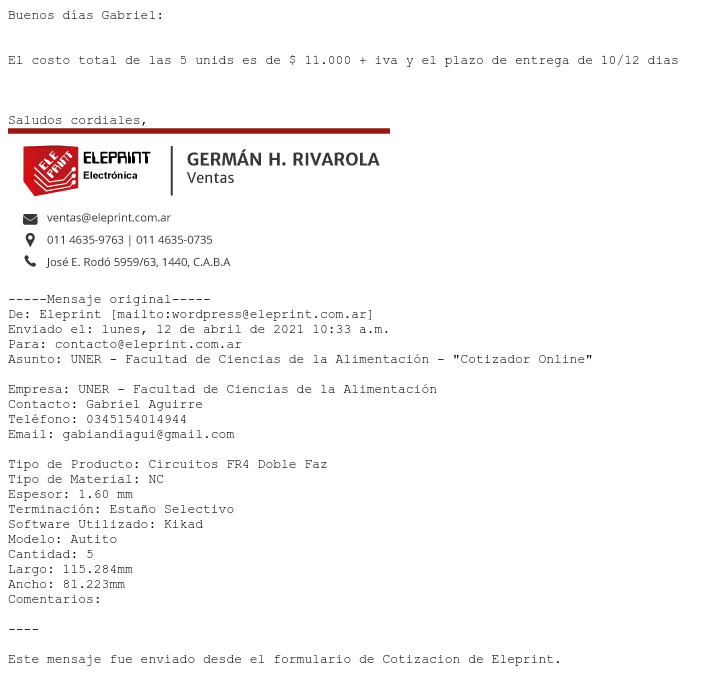 Buenos días Gabriel:
El costo total de las 5 unids es de $ 11.000 + iva y el plazo de entrega de 10/12 dias
Saludos cordiales,
ELE PRINT
ELEPRINT
Electrónica
GERMÁN H. RIVAROLA
Ventas
ventas@eleprint.com.ar
011 4635-9763 | 011 4635-0735
José E. Rodó 5959/63, 1440, C.A.B.A
-----Mensaje original-----
De: Eleprint [mailto:wordpress@eleprint.com.ar]
Enviado el: lunes, 12 de abril de 2021 10:33 a.m.
Para: contacto@eleprint.com.ar
Asunto: UNER - Facultad de Ciencias de la Alimentación - "Cotizador Online"
Empresa: UNER - Facultad de Ciencias de la Alimentación
Contacto: Gabriel Aguirre
Teléfono: 0345154014944
Email: gabiandiagui@gmail.com
Tipo de Producto: Circuitos FR4 Doble Faz
Tipo de Material: NC
Espesor: 1.60 mm
Terminación: Estaño Selectivo
Software Utilizado: Kikad
Modelo: Autito
Cantidad: 5
Largo: 115.284mm
Ancho: 81.223mm
Comentarios:
----
Este mensaje fue enviado desde el formulario de Cotizacion de Eleprint.